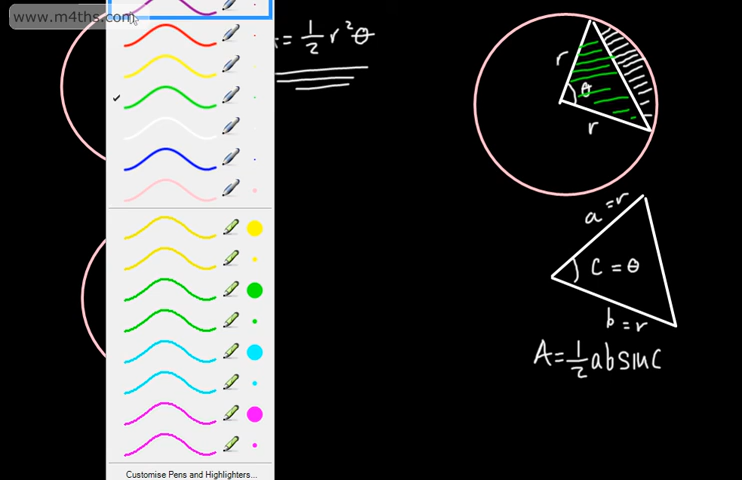 www.m4ths.com
= 1/2 r²θ
r
θ
r
a = r
C = θ
b = r
A = 1/2 ab sin C
Customise Pens and Highlighters...